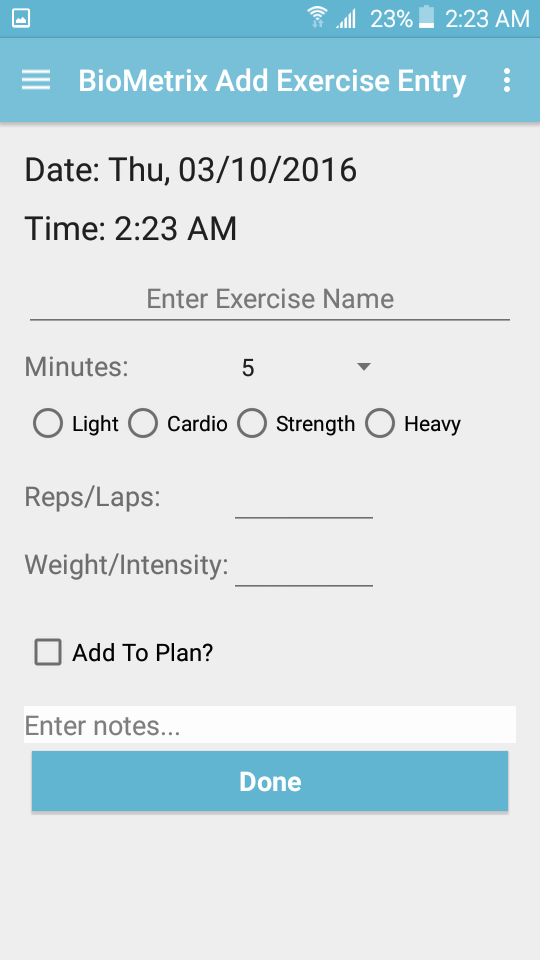 23% 2:23 AM
BioMetrix Add Exercise Entry
Date: Thu, 03/10/2016
Time: 2:23 AM
Enter Exercise Name
Minutes: 5
Light Cardio Strength Heavy
Reps/Laps:
Weight/Intensity:
Add To Plan?
Enter notes...
Done